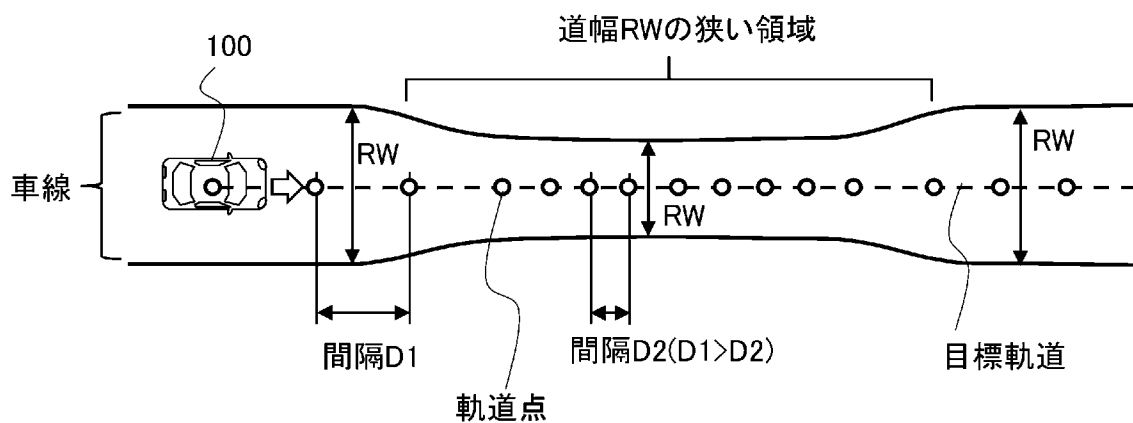 道幅RWの狭い領域
100
RW
RW
車線
RW
間隔D1
間隔D2(D1>D2)
目標軌道
軌道点